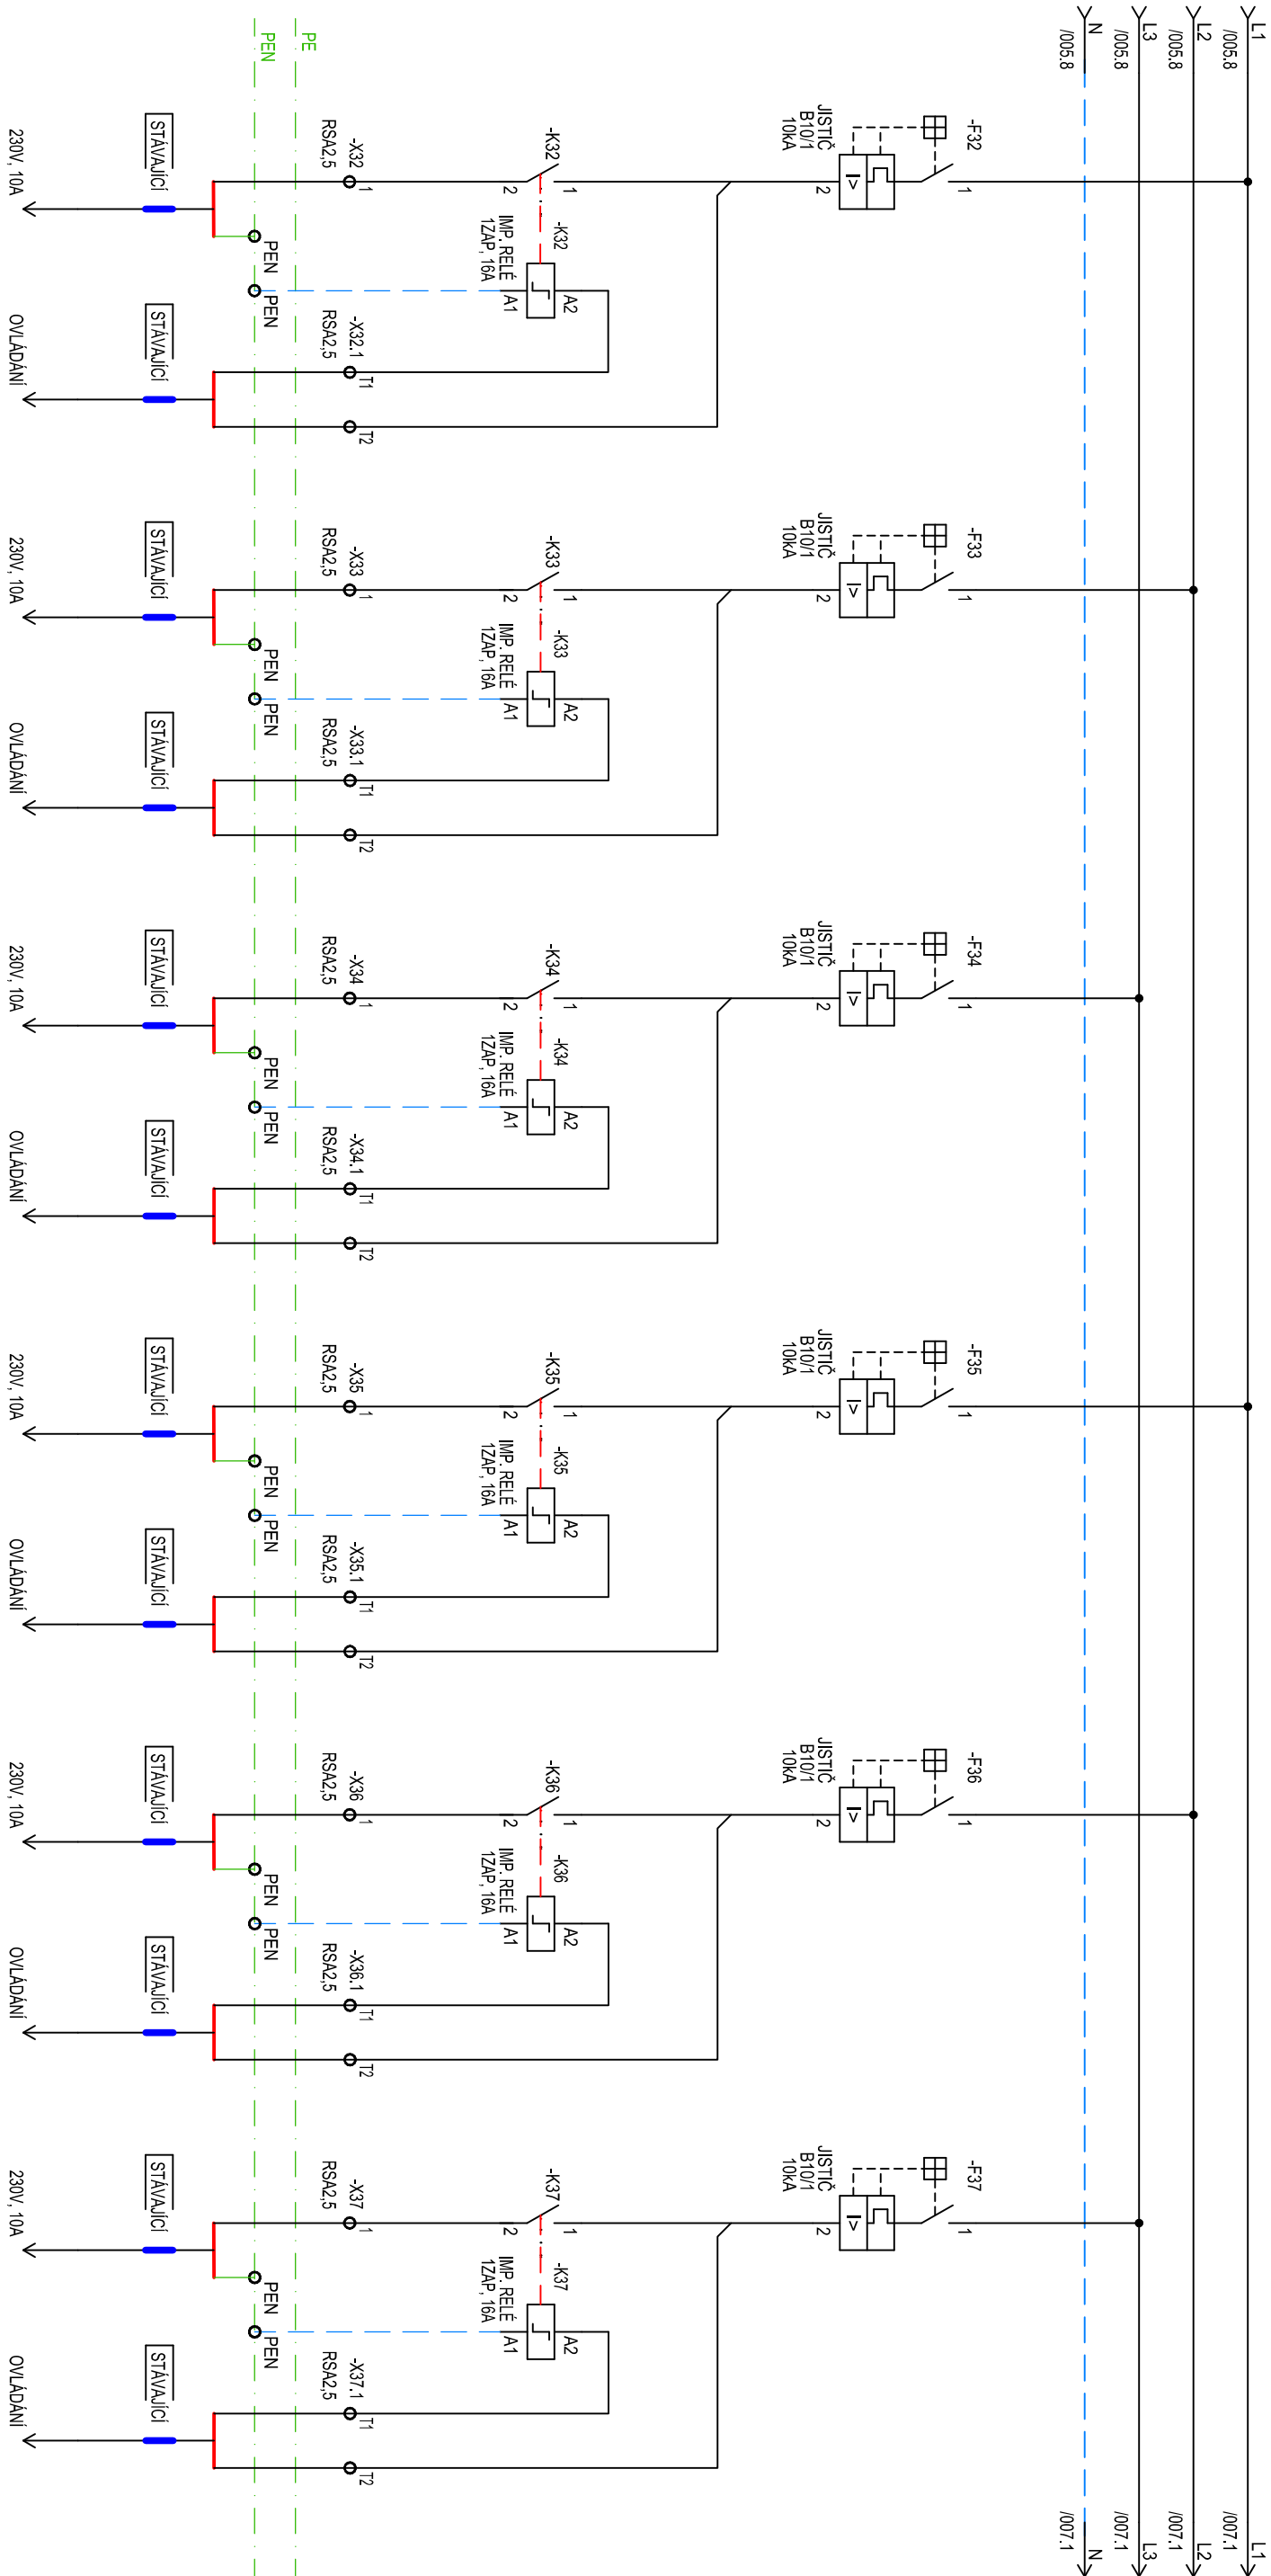 L1
/005.8
L2
/005.8
L3
/005.8
N
/005.8
L1
/007.1
L2
/007.1
L3
/007.1
N
/007.1
-F32
1
JISTIČ
B10/1
10kA
2
-K32
1
2
-K32
IMP. RELÉ
1ZAP, 16A
A2
A1
-X32
RSA2,5
1
-X32.1
RSA2,5
T1
T2
PEN
PEN
STÁVAJÍCÍ
STÁVAJÍCÍ
230V, 10A
OVLÁDÁNÍ
-F33
1
JISTIČ
B10/1
10kA
2
-K33
1
2
-K33
IMP. RELÉ
1ZAP, 16A
A2
A1
-X33
RSA2,5
1
-X33.1
RSA2,5
T1
T2
PEN
PEN
STÁVAJÍCÍ
STÁVAJÍCÍ
230V, 10A
OVLÁDÁNÍ
-F34
1
JISTIČ
B10/1
10kA
2
-K34
1
2
-K34
IMP. RELÉ
1ZAP, 16A
A2
A1
-X34
RSA2,5
1
-X34.1
RSA2,5
T1
T2
PEN
PEN
STÁVAJÍCÍ
STÁVAJÍCÍ
230V, 10A
OVLÁDÁNÍ
-F35
1
JISTIČ
B10/1
10kA
2
-K35
1
2
-K35
IMP. RELÉ
1ZAP, 16A
A2
A1
-X35
RSA2,5
1
-X35.1
RSA2,5
T1
T2
PEN
PEN
STÁVAJÍCÍ
STÁVAJÍCÍ
230V, 10A
OVLÁDÁNÍ
-F36
1
JISTIČ
B10/1
10kA
2
-K36
1
2
-K36
IMP. RELÉ
1ZAP, 16A
A2
A1
-X36
RSA2,5
1
-X36.1
RSA2,5
T1
T2
PEN
PEN
STÁVAJÍCÍ
STÁVAJÍCÍ
230V, 10A
OVLÁDÁNÍ
-F37
1
JISTIČ
B10/1
10kA
2
-K37
1
2
-K37
IMP. RELÉ
1ZAP, 16A
A2
A1
-X37
RSA2,5
1
-X37.1
RSA2,5
T1
T2
PEN
PEN
STÁVAJÍCÍ
STÁVAJÍCÍ
230V, 10A
OVLÁDÁNÍ
PE
PEN
I>
I>
I>
I>
I>
I>